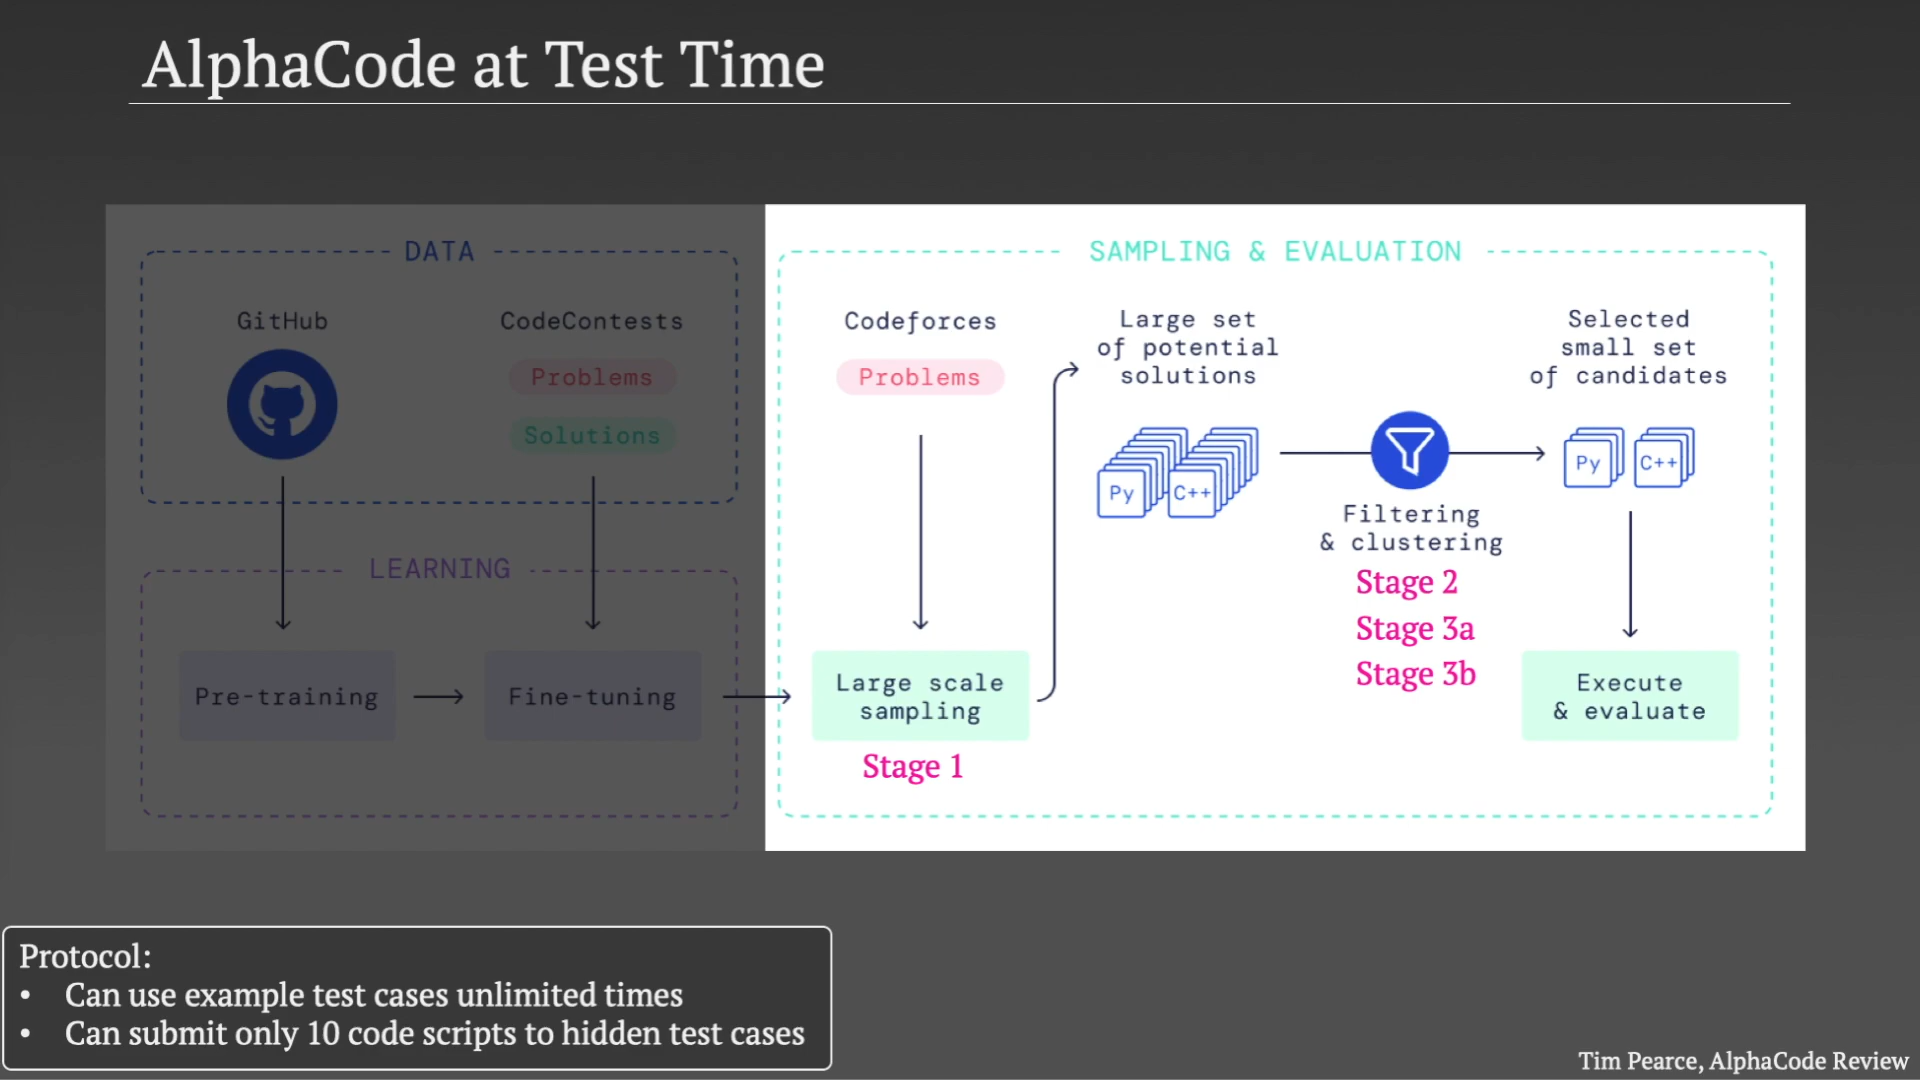 AlphaCode at Test Time
DATA
GitHub
CodeContests
Problems
Solutions
LEARNING
Pre-training
Fine-tuning
SAMPLING & EVALUATION
Codeforces
Problems
Large scale
sampling
Stage 1
Large set
of potential
solutions
Py
C++
Filtering
& clustering
Stage 2
Stage 3a
Stage 3b
Selected
small set
of candidates
Py
C++
Execute
& evaluate
Protocol:
• Can use example test cases unlimited times
• Can submit only 10 code scripts to hidden test cases
Tim Pearce, AlphaCode Review